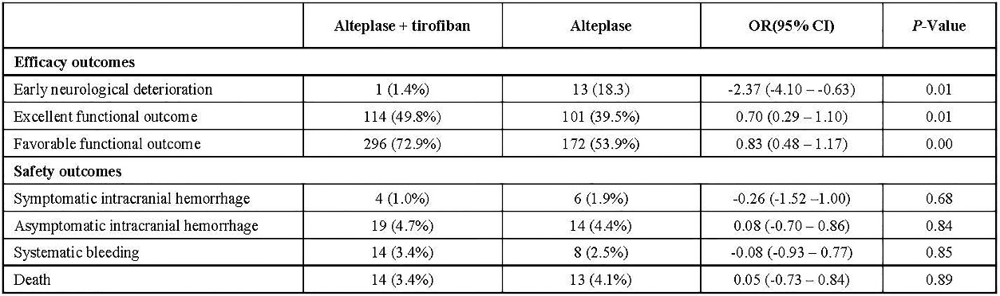 Alteplase + tirofiban Alteplase OR(95% CI) P-Value
Efficacy outcomes
Early neurological deterioration 1 (1.4%) 13 (18.3) -2.37 (-4.10 – -0.63) 0.01
Excellent functional outcome 114 (49.8%) 101 (39.5%) 0.70 (0.29 – 1.10) 0.01
Favorable functional outcome 296 (72.9%) 172 (53.9%) 0.83 (0.48 – 1.17) 0.00
Safety outcomes
Symptomatic intracranial hemorrhage 4 (1.0%) 6 (1.9%) -0.26 (-1.52 –1.00) 0.68
Asymptomatic intracranial hemorrhage 19 (4.7%) 14 (4.4%) 0.08 (-0.70 – 0.86) 0.84
Systematic bleeding 14 (3.4%) 8 (2.5%) -0.08 (-0.93 – 0.77) 0.85
Death 14 (3.4%) 13 (4.1%) 0.05 (-0.73 – 0.84) 0.89